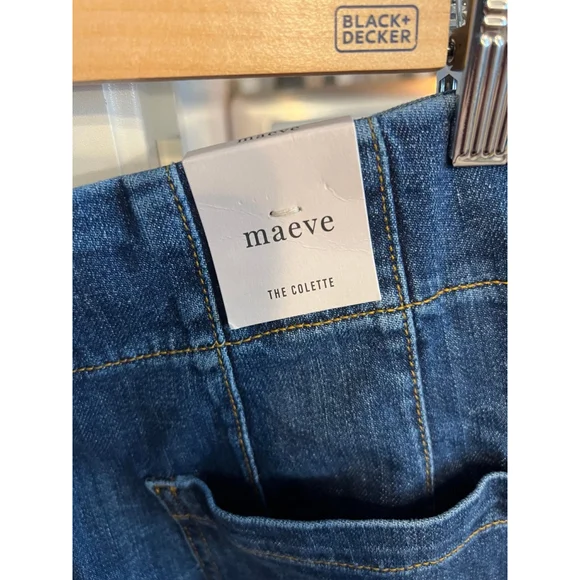 BLACK+
DECKER
maeve
maeve
THE COLETTE